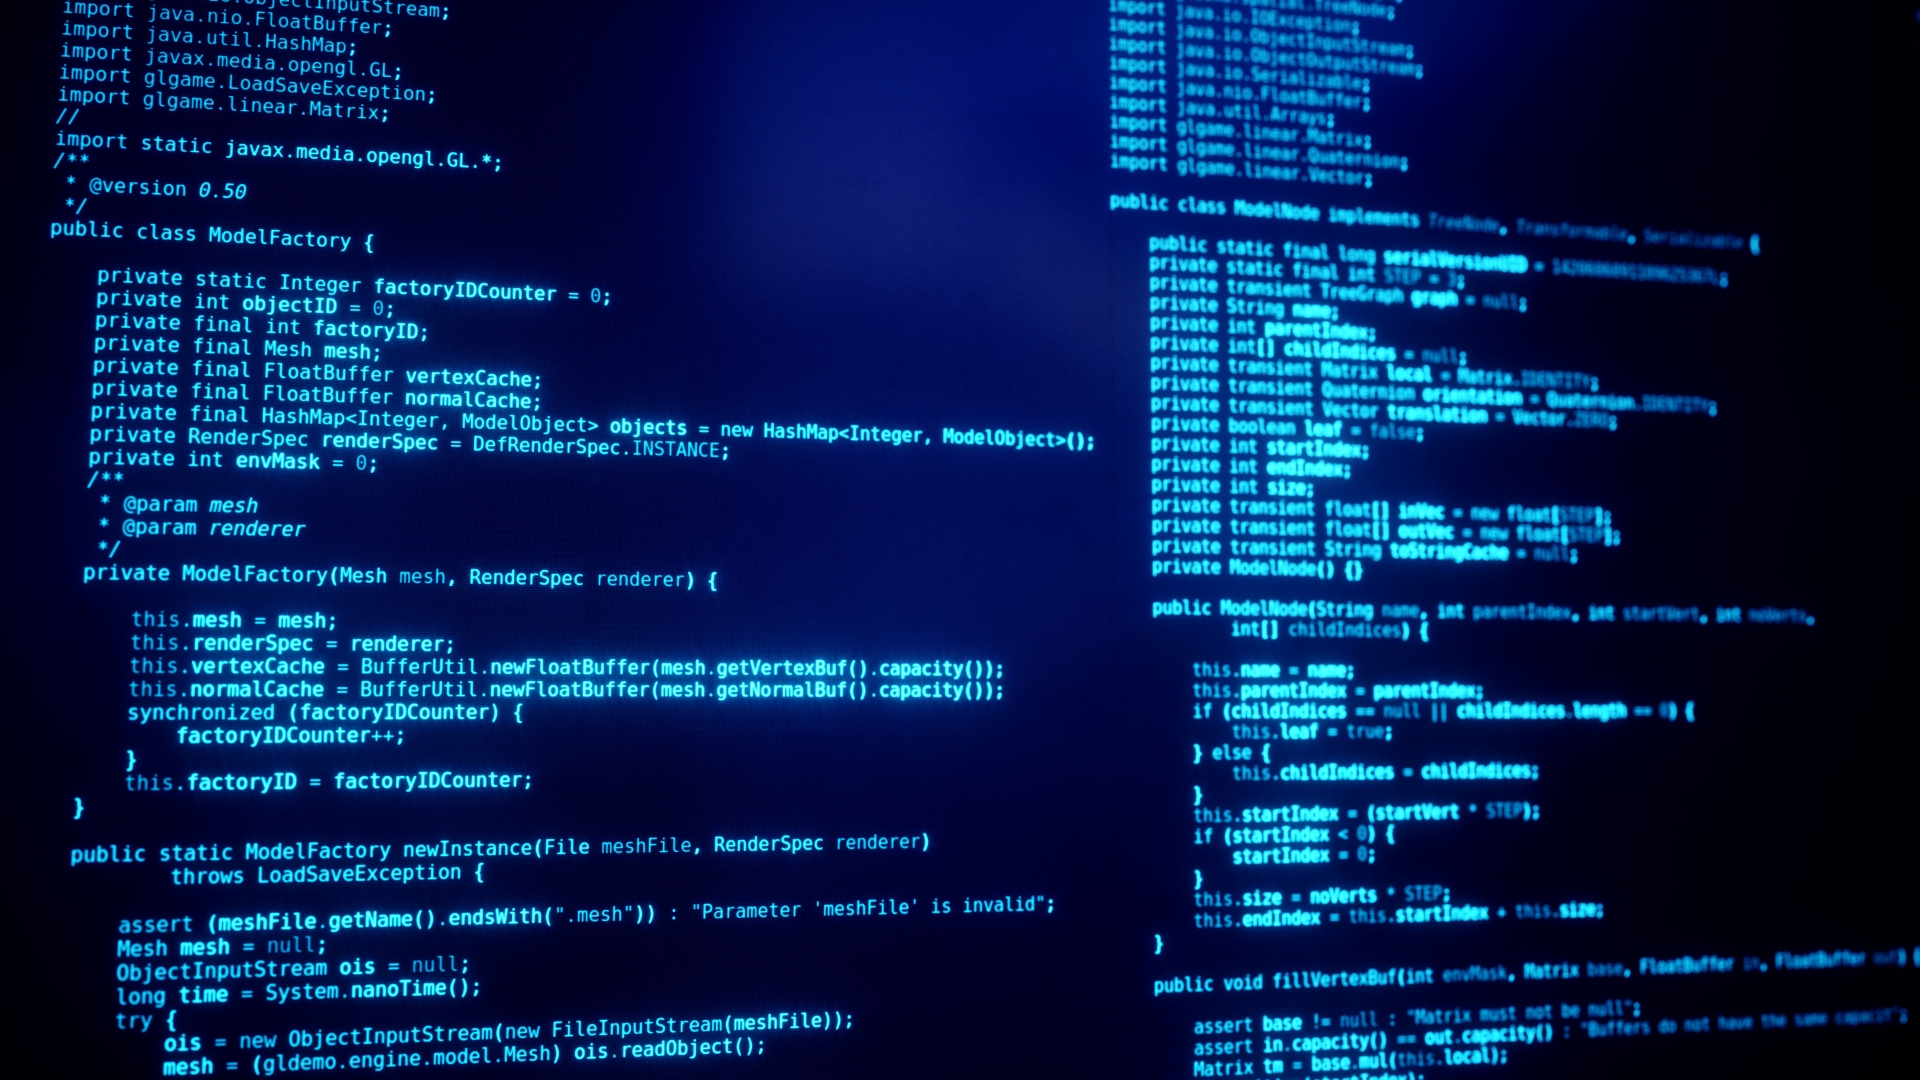 import java.io.ObjectInputStream;
import java.nio.FloatBuffer;
import java.util.HashMap;
import javax.media.opengl.GL;
import glgame.LoadSaveException;
import glgame.linear.Matrix;
//
import static javax.media.opengl.GL.*;
/**
* @version 0.50
*/
public class ModelFactory {
private static Integer factoryIDCounter = 0;
private int objectID = 0;
private final int factoryID;
private final Mesh mesh;
private final FloatBuffer vertexCache;
private final FloatBuffer normalCache;
private final HashMap<Integer, ModelObject> objects = new HashMap<Integer, ModelObject>();
private RenderSpec renderSpec = DefRenderSpec.INSTANCE;
private int envMask = 0;
/**
* @param mesh
* @param renderer
*/
private ModelFactory(Mesh mesh, RenderSpec renderer) {
this.mesh = mesh;
this.renderSpec = renderer;
this.vertexCache = BufferUtil.newFloatBuffer(mesh.getVertexBuf().capacity());
this.normalCache = BufferUtil.newFloatBuffer(mesh.getNormalBuf().capacity());
synchronized (factoryIDCounter) {
factoryIDCounter++;
}
this.factoryID = factoryIDCounter;
}
public static ModelFactory newInstance(File meshFile, RenderSpec renderer)
throws LoadSaveException {
assert (meshFile.getName().endsWith(".mesh")) : "Parameter 'meshFile' is invalid";
Mesh mesh = null;
ObjectInputStream ois = null;
long time = System.nanoTime();
try {
ois = new ObjectInputStream(new FileInputStream(meshFile));
mesh = (gldemo.engine.model.Mesh) ois.readObject();
import java.io.IOException;
import java.io.ObjectInputStream;
import java.io.ObjectOutputStream;
import java.io.Serializable;
import java.nio.FloatBuffer;
import java.util.Arrays;
import glgame.linear.Matrix;
import glgame.linear.Quaternion;
import glgame.linear.Vector;
public class ModelNode implements TreeNode, Transformable, Serializable {
public static final long serialVersionUID =
private static final int STEP = 3;
private transient TreeGraph graph = null;
private String name;
private int parentIndex;
private int[] childIndices = null;
private transient Matrix local = Matrix.IDENTITY;
private transient Quaternion orientation = Quaternion.IDENTITY;
private transient Vector translation = Vector.ZERO;
private boolean leaf = false;
private int startIndex;
private int endIndex;
private int size;
private transient float[] inVec = new float[STEP];
private transient float[] outVec = new float[STEP];
private transient String toStringCache = null;
private ModelNode() {}
public ModelNode(String name, int parentIndex, int startVert, int noVerts,
int[] childIndices) {
this.name = name;
this.parentIndex = parentIndex;
if (childIndices == null || childIndices.length == 0) {
this.leaf = true;
} else {
this.childIndices = childIndices;
}
this.startIndex = (startVert * STEP);
if (startIndex < 0) {
startIndex = 0;
}
this.size = noVerts * STEP;
this.endIndex = this.startIndex + this.size;
}
public void fillVertexBuf(int envMask, Matrix base, FloatBuffer in, FloatBuffer out) {
assert base != null : "Matrix must not be null";
assert in.capacity() == out.capacity() : "Buffers do not have the same capacity";
Matrix tm = base.mul(this.local);